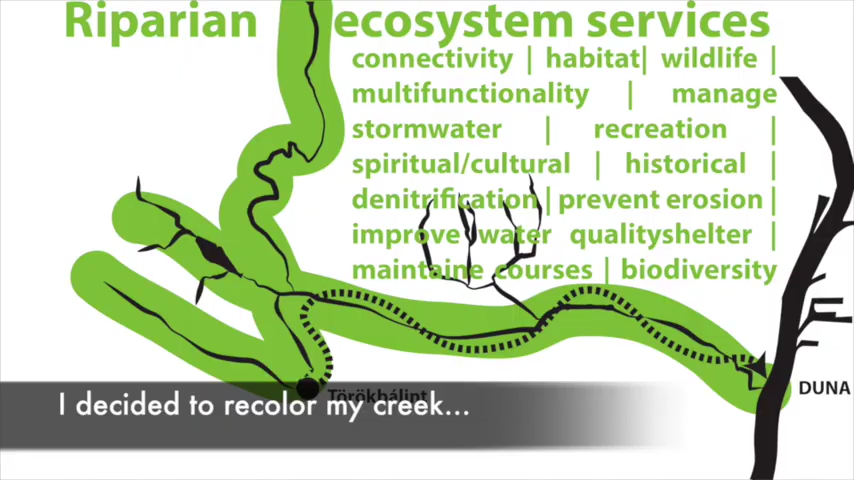 Riparian ecosystem services
connectivity | habitat| wildlife |
multifunctionality | manage
stormwater | recreation |
spiritual/cultural | historical |
denitrification | prevent erosion |
improve water qualityshelter |
maintaine courses | biodiversity
DUNA
Törökbálint
I decided to recolor my creek...